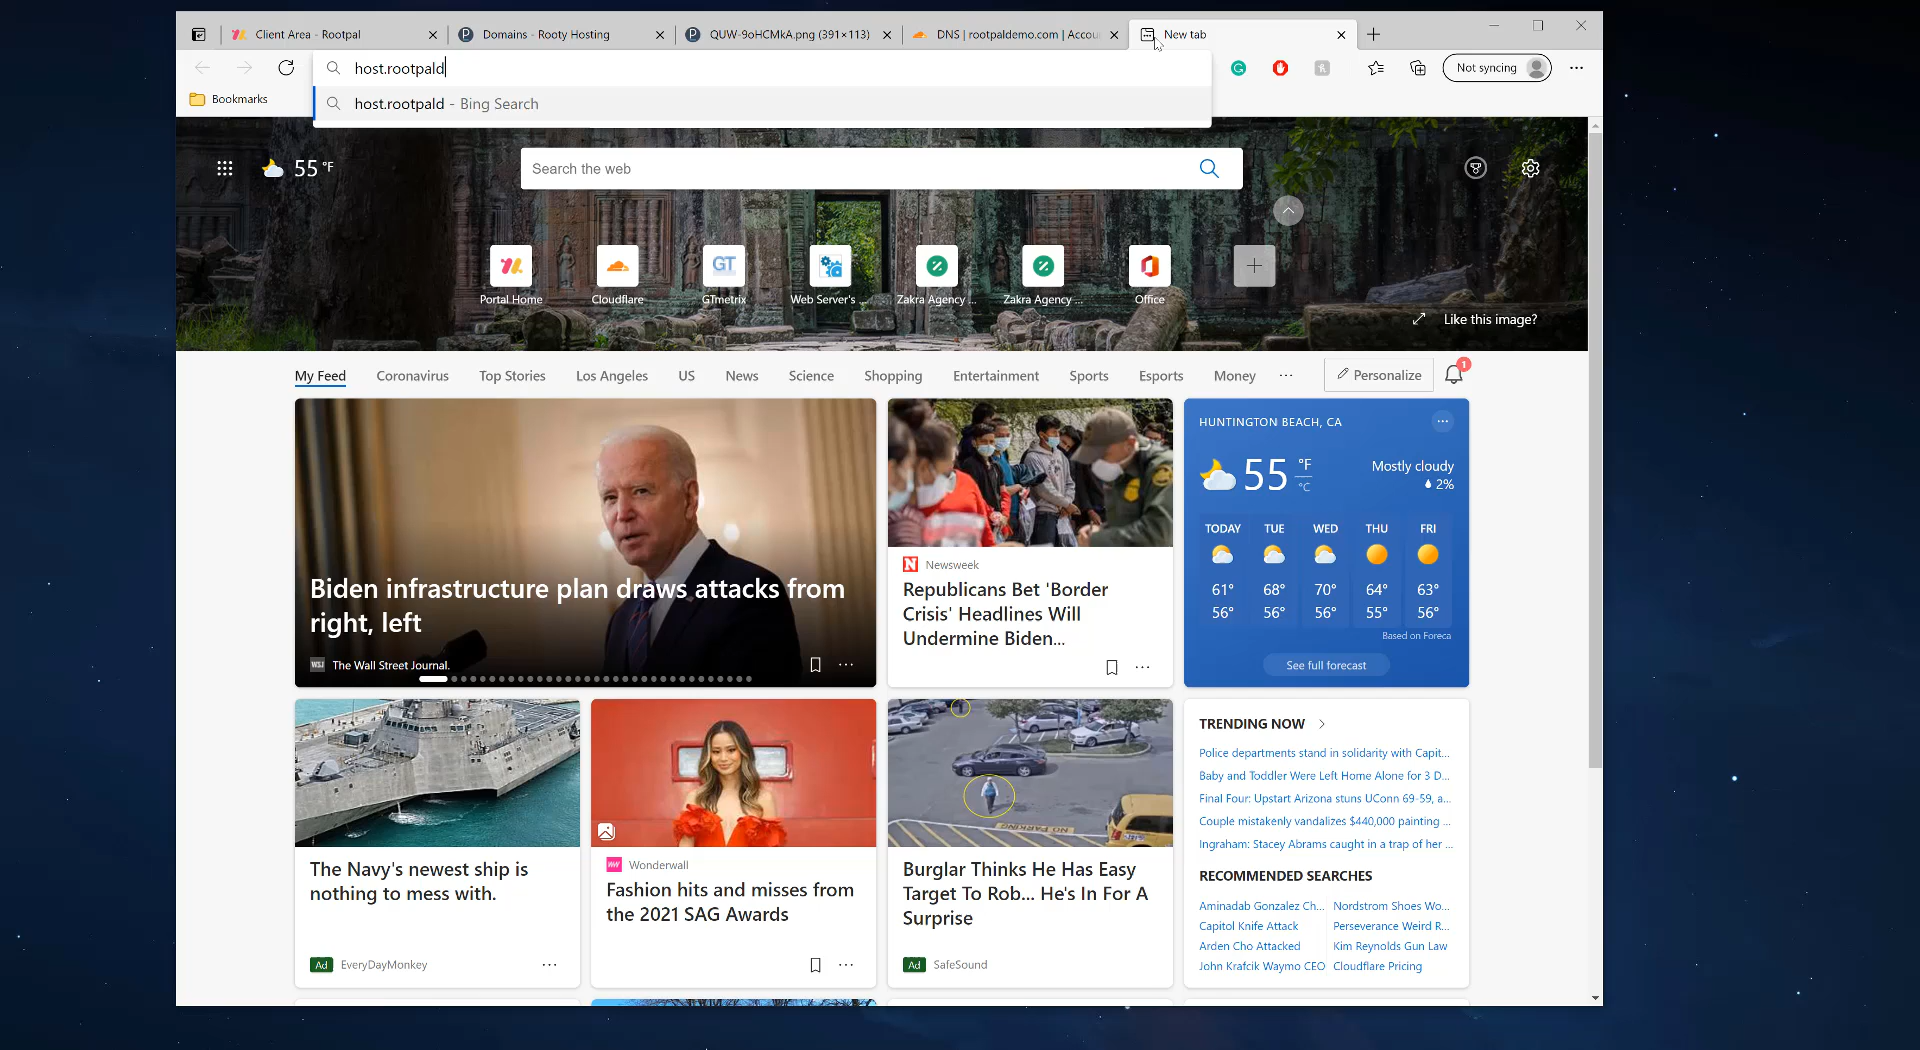 Client Area - Rootpal
Domains - Rooty Hosting
QUW-9oHCMkA.png (391×113)
DNS | rootpaldemo.com | Accou
New tab
host.rootpald
Not syncing
Bookmarks
host.rootpald - Bing Search
55 °F
Search the web
GT
Portal Home
Cloudflare
GTmetrix
Web Server's ...
Zakra Agency ...
Zakra Agency ...
Office
Like this image?
My Feed
Coronavirus
Top Stories
Los Angeles
US
News
Science
Shopping
Entertainment
Sports
Esports
Money
Personalize
1
Biden infrastructure plan draws attacks from
right, left
WSJ The Wall Street Journal.
N Newsweek
Republicans Bet 'Border
Crisis' Headlines Will
Undermine Biden...
HUNTINGTON BEACH, CA
55 °F
°C
Mostly cloudy
2%
TODAY TUE WED THU FRI
61° 68° 70° 64° 63°
56° 56° 56° 55° 56°
Based on Foreca
See full forecast
The Navy's newest ship is
nothing to mess with.
Ad EveryDayMonkey
Wonderwall
Fashion hits and misses from
the 2021 SAG Awards
NO PARKING
Burglar Thinks He Has Easy
Target To Rob... He's In For A
Surprise
Ad SafeSound
TRENDING NOW
Police departments stand in solidarity with Capit...
Baby and Toddler Were Left Home Alone for 3 D...
Final Four: Upstart Arizona stuns UConn 69-59, a...
Couple mistakenly vandalizes $440,000 painting ...
Ingraham: Stacey Abrams caught in a trap of her ...
RECOMMENDED SEARCHES
Aminadab Gonzalez Ch... Nordstrom Shoes Wo...
Capitol Knife Attack Perseverance Weird R...
Arden Cho Attacked Kim Reynolds Gun Law
John Krafcik Waymo CEO Cloudflare Pricing